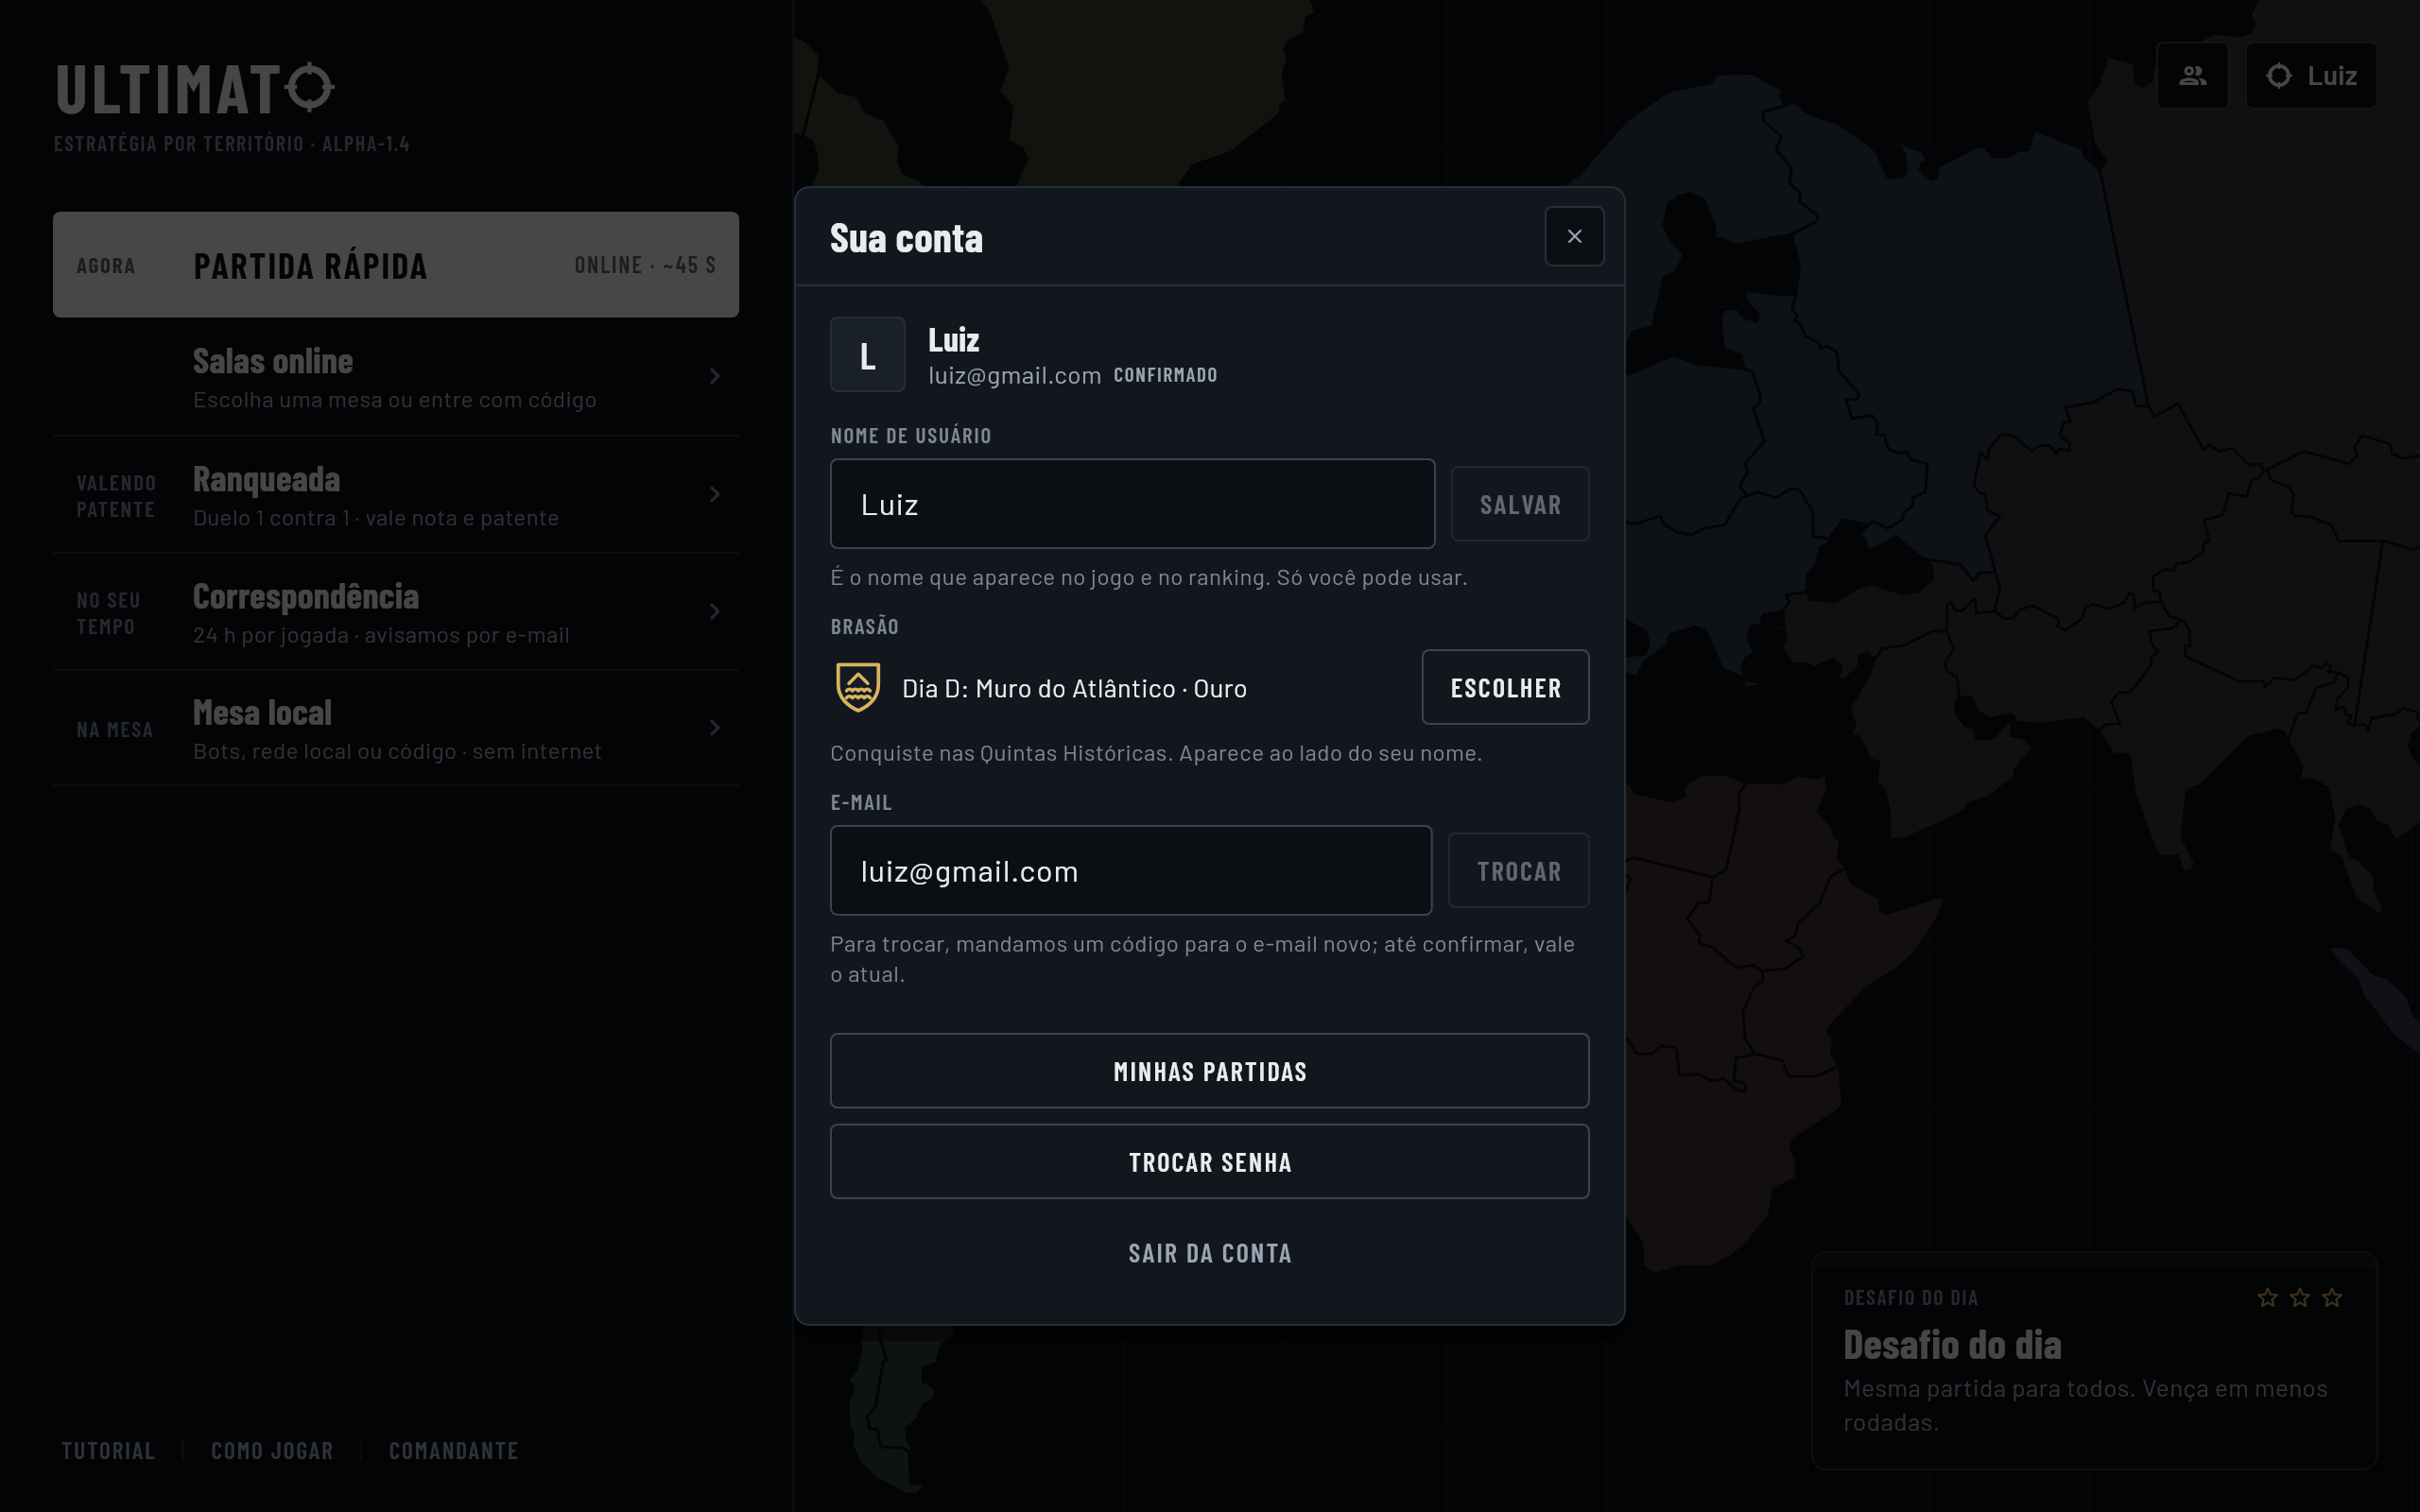 ULTIMATO
ESTRATÉGIA POR TERRITÓRIO · ALPHA-1.4
AGORA
PARTIDA RÁPIDA
ONLINE · ~45 S
Salas online
Escolha uma mesa ou entre com código
VALENDO
PATENTE
Ranqueada
Duelo 1 contra 1 · vale nota e patente
NO SEU
TEMPO
Correspondência
24 h por jogada · avisamos por e-mail
NA MESA
Mesa local
Bots, rede local ou código · sem internet
TUTORIAL
COMO JOGAR
COMANDANTE
Luiz
Sua conta
L
Luiz
luiz@gmail.com CONFIRMADO
NOME DE USUÁRIO
Luiz
SALVAR
É o nome que aparece no jogo e no ranking. Só você pode usar.
BRASÃO
Dia D: Muro do Atlântico · Ouro
ESCOLHER
Conquiste nas Quintas Históricas. Aparece ao lado do seu nome.
E-MAIL
luiz@gmail.com
TROCAR
Para trocar, mandamos um código para o e-mail novo; até confirmar, vale
o atual.
MINHAS PARTIDAS
TROCAR SENHA
SAIR DA CONTA
DESAFIO DO DIA
Desafio do dia
Mesma partida para todos. Vença em menos
rodadas.